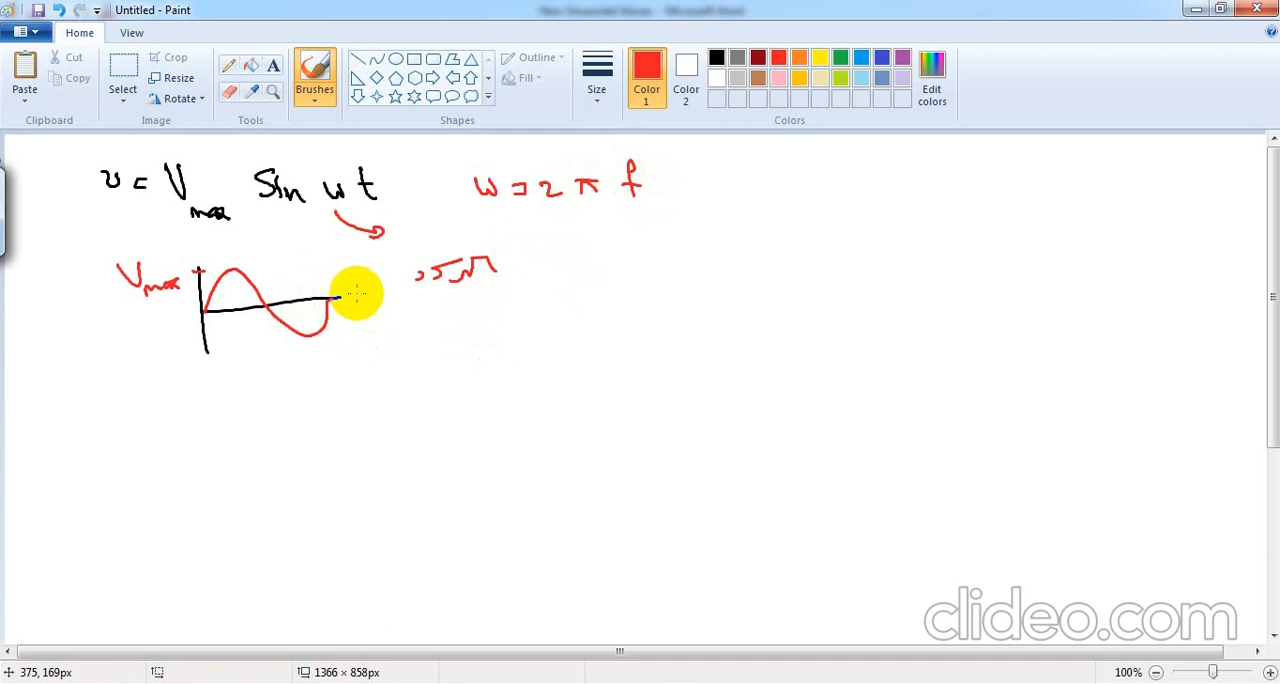 Untitled - Paint
Home
View
Paste
Cut
Copy
Clipboard
Select
Crop
Resize
Rotate
Image
Tools
Brushes
Shapes
Outline
Fill
Size
Color 1
Color 2
Edit colors
Colors
v = Vmax Sin wt
w = 2 π f
Vmax
clideo.com
375, 169px
1366 × 858px
100%